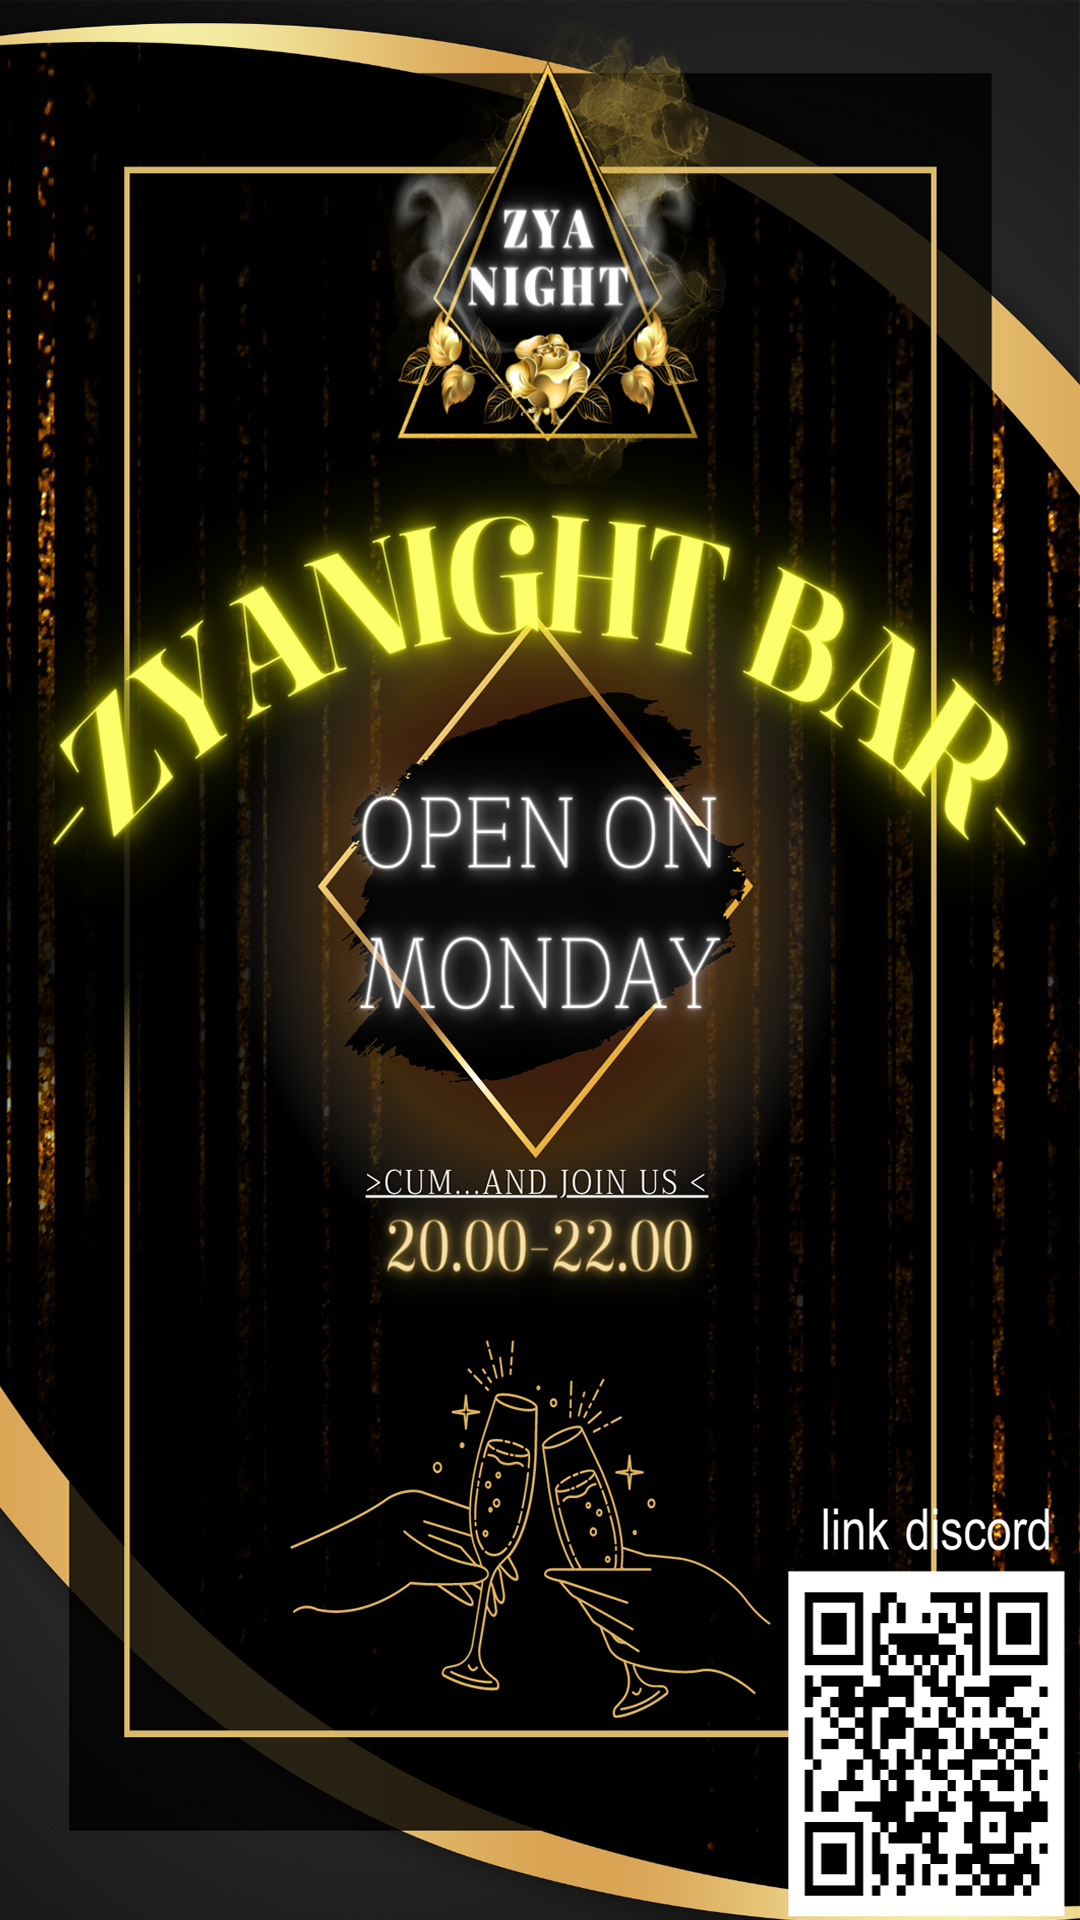 ZYA
NIGHT
-ZYANIGHT BAR-
OPEN ON
MONDAY
>CUM...AND JOIN US <
20.00-22.00
link discord